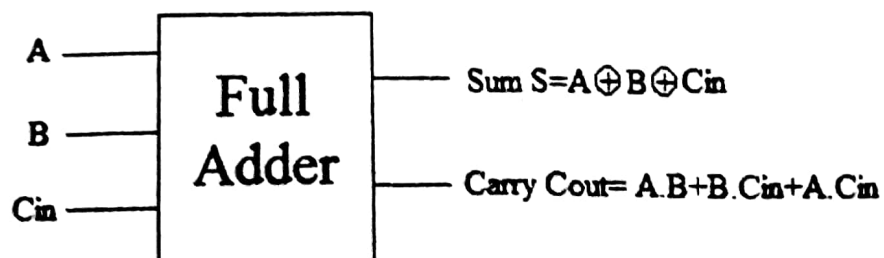 A
B
Cin
Full
Adder
Sum S=A⊕B⊕Cin
Carry Cout= A.B+B.Cin+A.Cin